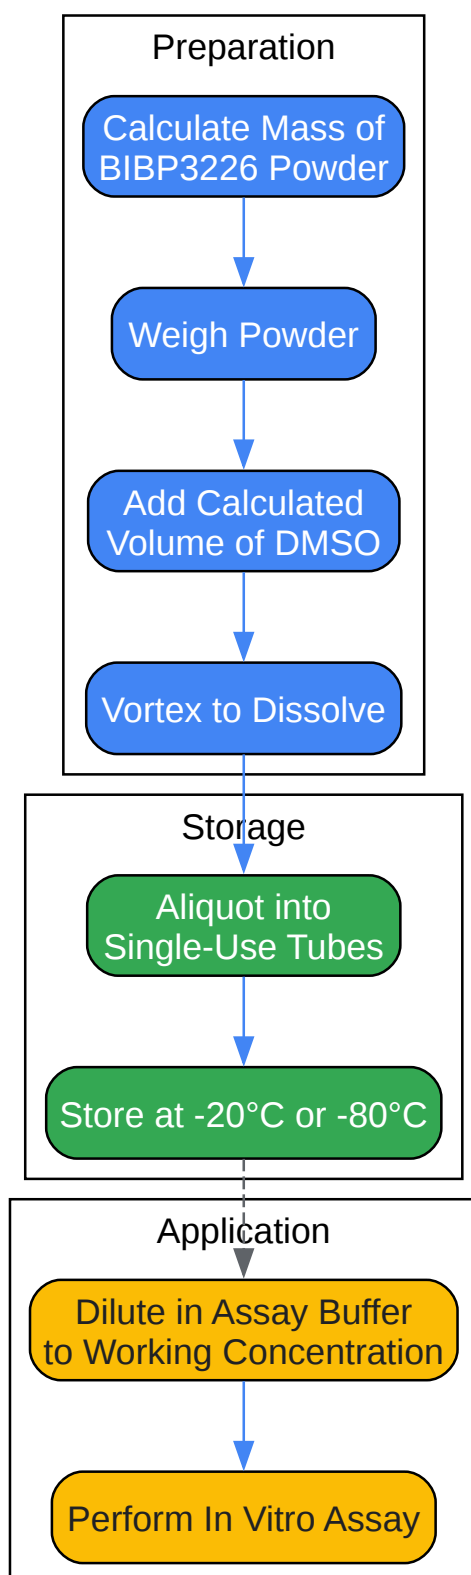 Preparation
Calculate Mass of
BIBP3226 Powder
Weigh Powder
Add Calculated
Volume of DMSO
Vortex to Dissolve
Storage
Aliquot into
Single-Use Tubes
Store at -20°C or -80°C
Application
Dilute in Assay Buffer
to Working Concentration
Perform In Vitro Assay